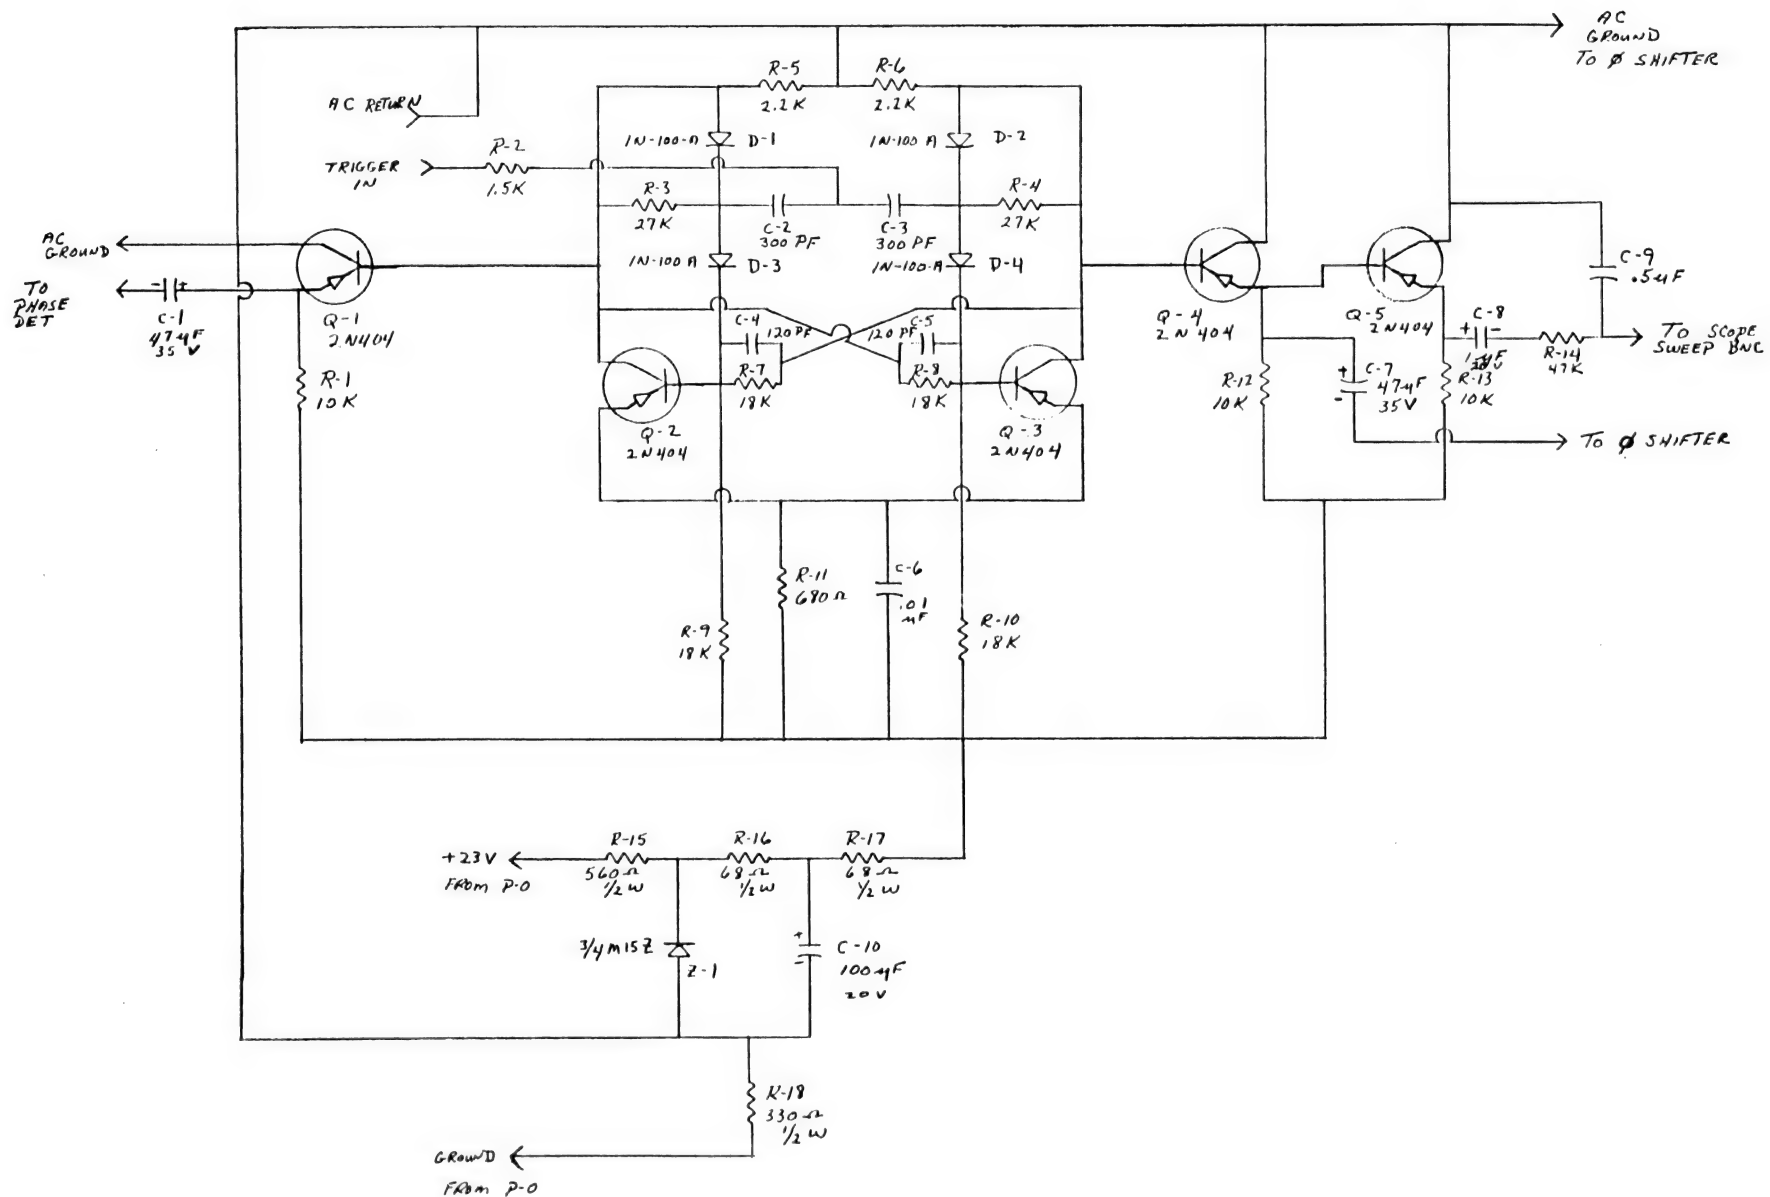 AC
GROUND
TO Ø SHIFTER
R-5
2.2K
R-6
2.2K
AC RETURN
1N-100-A
D-1
1N-100 A
D-2
TRIGGER
IN
R-2
1.5K
R-3
27K
C-2
300 PF
C-3
300 PF
R-4
27K
AC
GROUND
1N-100 A
D-3
1N-100-A
D-4
C-9
.5µF
TO
PHASE
DET
C-1
47µF
35V
Q-1
2N404
C-4
120 PF
120 PF
C-5
Q-4
2N404
Q-5
2N404
C-8
R-14
47K
TO SCOPE
SWEEP BNC
R-1
10K
R-7
18K
R-8
18K
Q-2
2N404
Q-3
2N404
R-12
10K
C-7
47µF
35V
R-13
10K
TO Ø SHIFTER
R-11
680Ω
C-6
.01
µF
R-9
18K
R-10
18K
+23V
FROM P-O
R-15
560Ω
1/2 W
R-16
68Ω
1/2 W
R-17
68Ω
1/2 W
3/4M15Z
Z-1
C-10
100µF
20V
R-18
330Ω
1/2 W
GROUND
FROM P-O